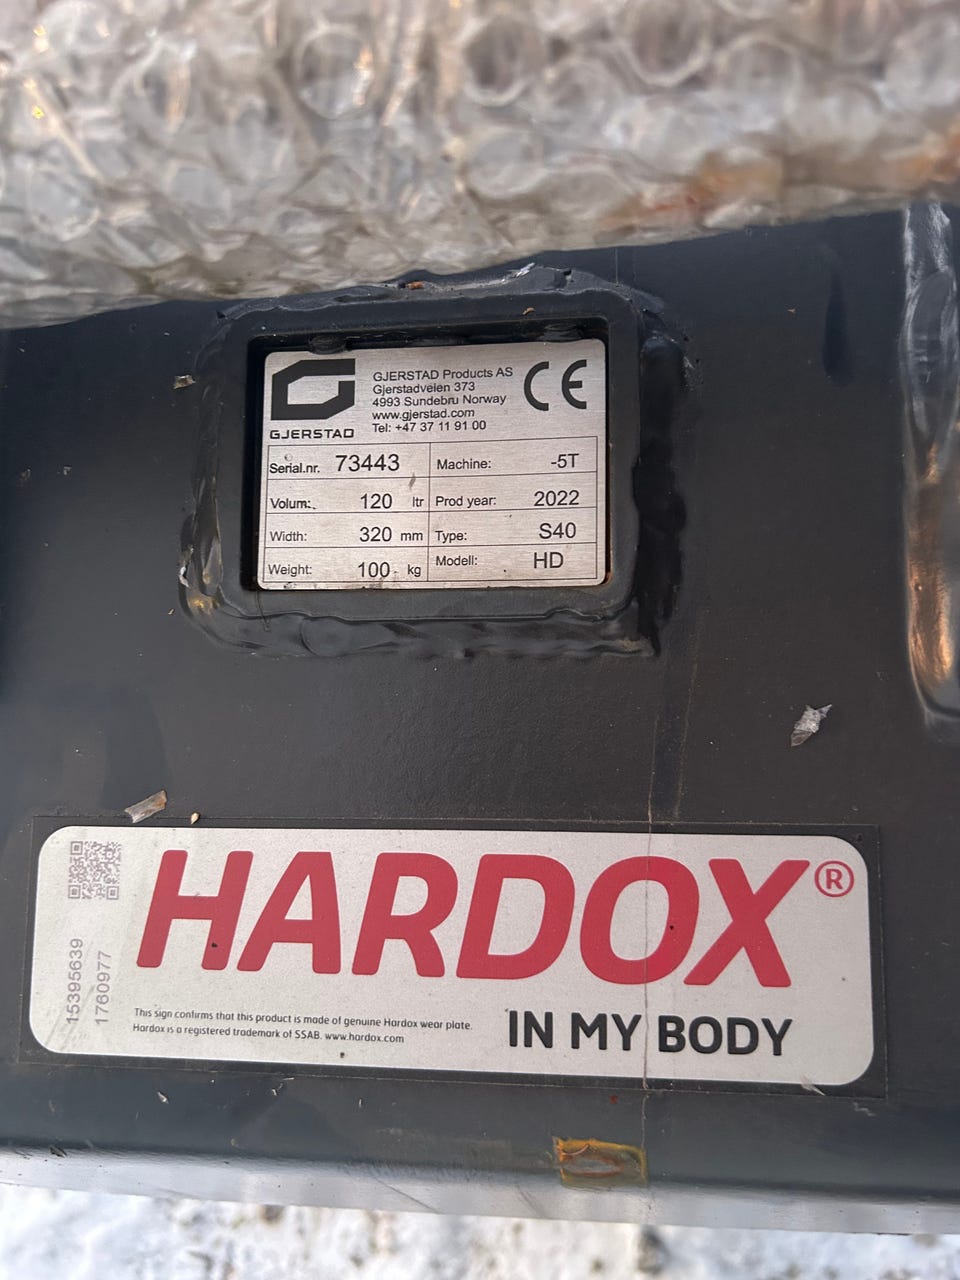 GJERSTAD
GJERSTAD Products AS
Gjerstadveien 373
4993 Sundebru Norway
www.gjerstad.com
Tel: +47 37 11 91 00
CE
Serial.nr. 73443
Machine: -5T
Volum: 120 ltr
Prod year: 2022
Width: 320 mm
Type: S40
Weight: 100 kg
Modell: HD
15395639
1760977
HARDOX®
IN MY BODY
This sign confirms that this product is made of genuine Hardox wear plate.
Hardox is a registered trademark of SSAB. www.hardox.com